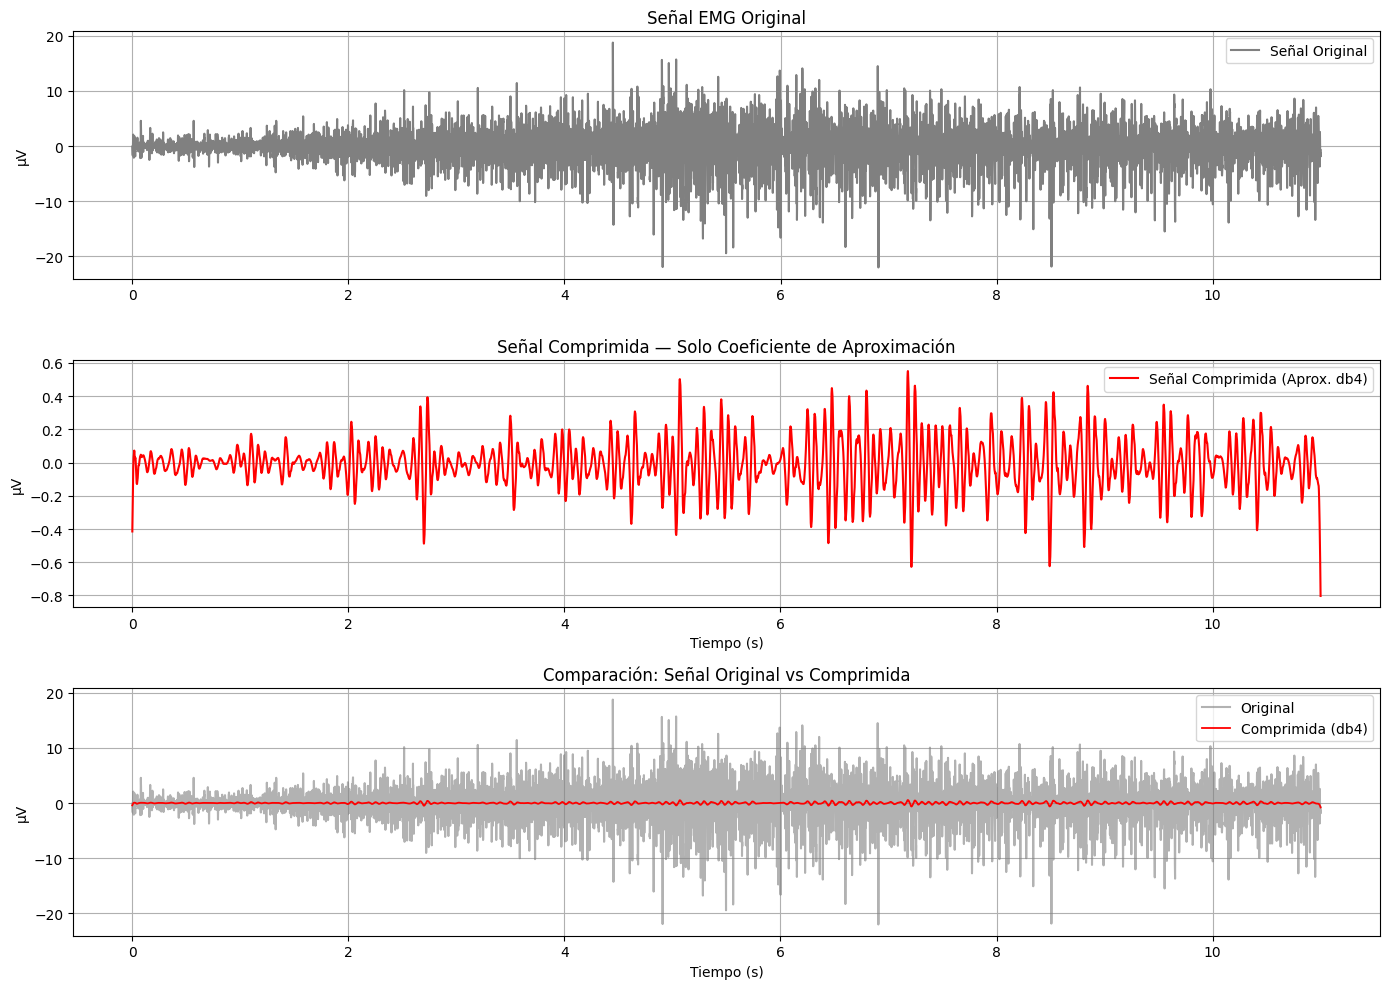 Señal EMG Original
20
10
0
−10
−20
µV
Señal Original
0 2 4 6 8 10
Señal Comprimida — Solo Coeficiente de Aproximación
0.6
0.4
0.2
0.0
−0.2
−0.4
−0.6
−0.8
µV
Señal Comprimida (Aprox. db4)
0 2 4 6 8 10
Tiempo (s)
Comparación: Señal Original vs Comprimida
20
10
0
−10
−20
µV
Original
Comprimida (db4)
0 2 4 6 8 10
Tiempo (s)